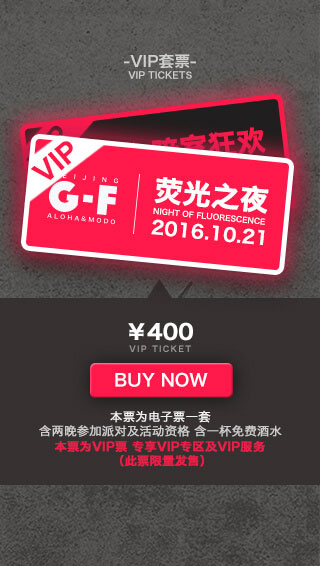 -VIP套票-
VIP TICKETS
狂欢
VIP
EIJING
G-F
ALOHA&MODO
荧光之夜
NIGHT OF FLUORESCENCE
2016.10.21
¥400
VIP TICKET
BUY NOW
本票为电子票一套
含两晚参加派对及活动资格 含一杯免费酒水
本票为VIP票 专享VIP专区及VIP服务
（此票限量发售）